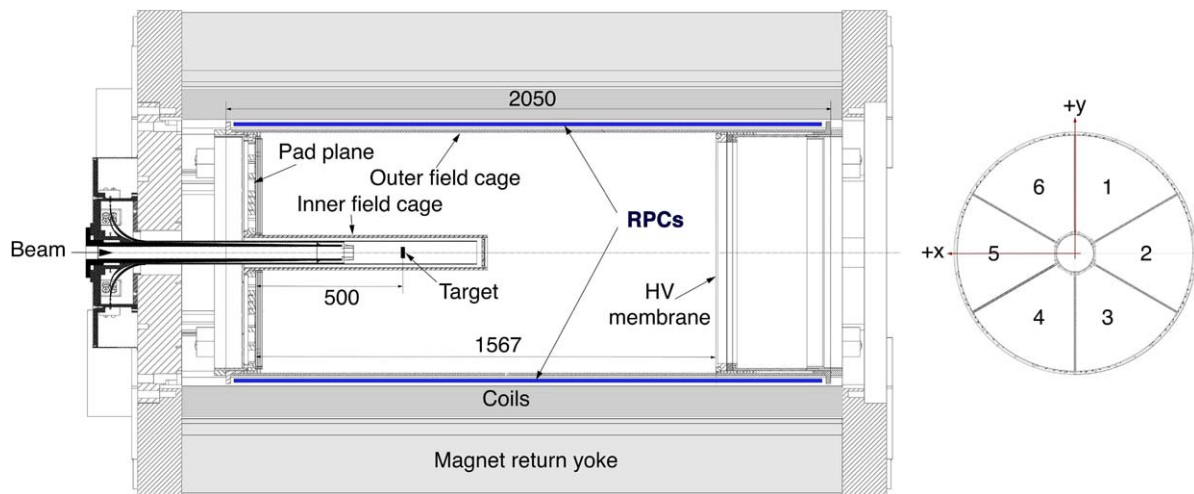 2050
Pad plane
Outer field cage
Inner field cage
RPCs
Beam
Target
500
HV
membrane
1567
Coils
Magnet return yoke
+y
6 1
+x 5 2
4 3